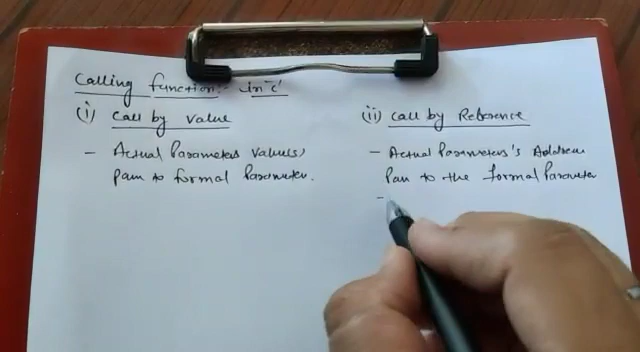 Calling function:- in 'C'
(i) Call by value
- Actual Parameters values,
pass to formal Parameter.
(ii) Call by Reference
- Actual Parameters's Address
Pass to the formal Parameter
-